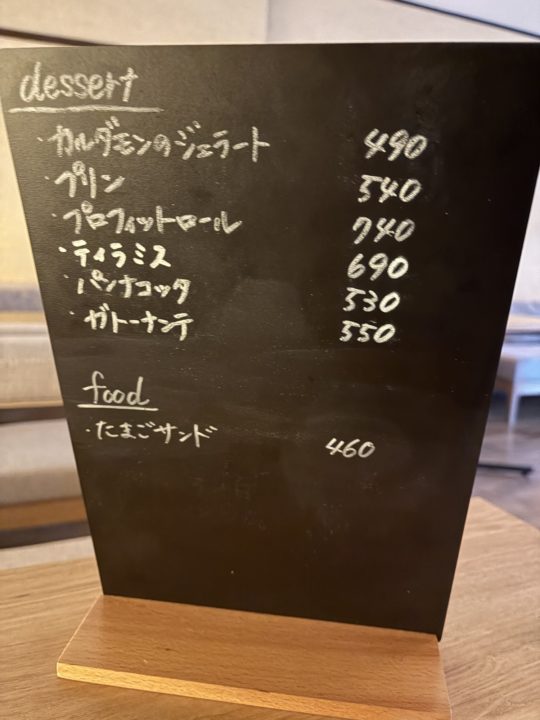 dessert
・カルダモンのジェラート 490
・プリン 540
・プロフィットロール 740
・ティラミス 690
・パンナコッタ 530
・ガトーナンテ 550
food
・たまごサンド 460